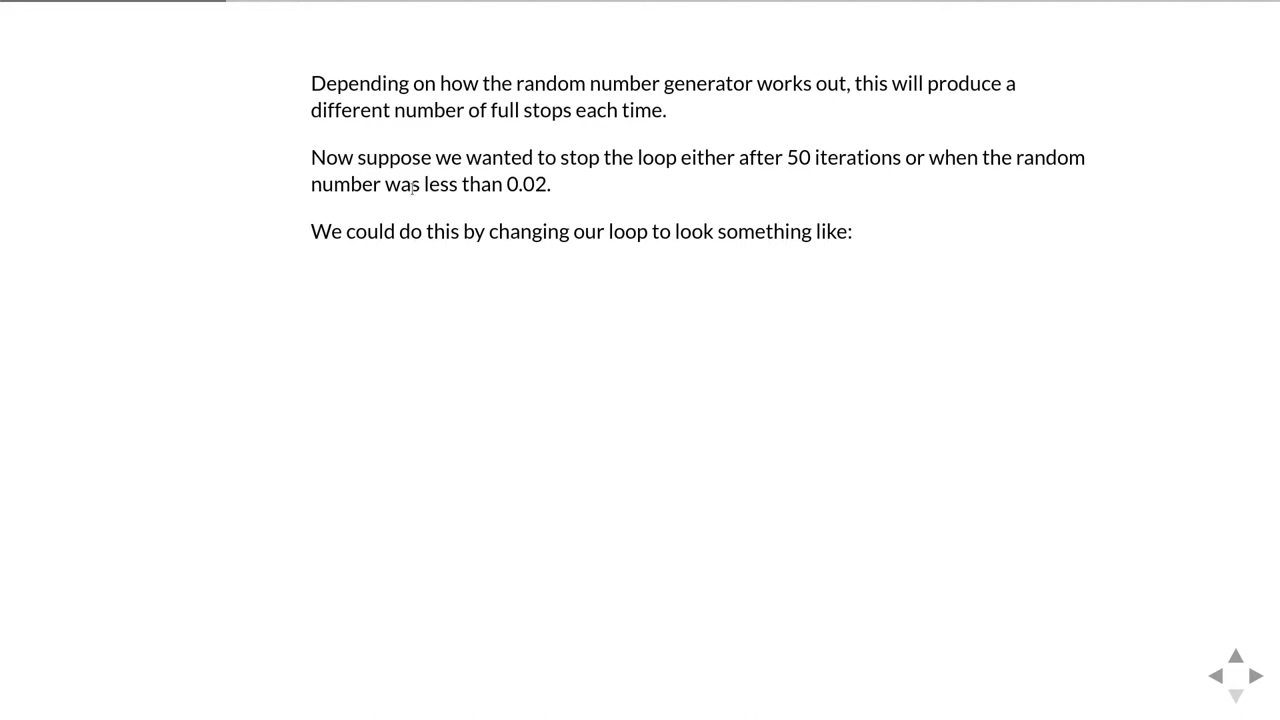 Depending on how the random number generator works out, this will produce a
different number of full stops each time.
Now suppose we wanted to stop the loop either after 50 iterations or when the random
number was less than 0.02.
We could do this by changing our loop to look something like: